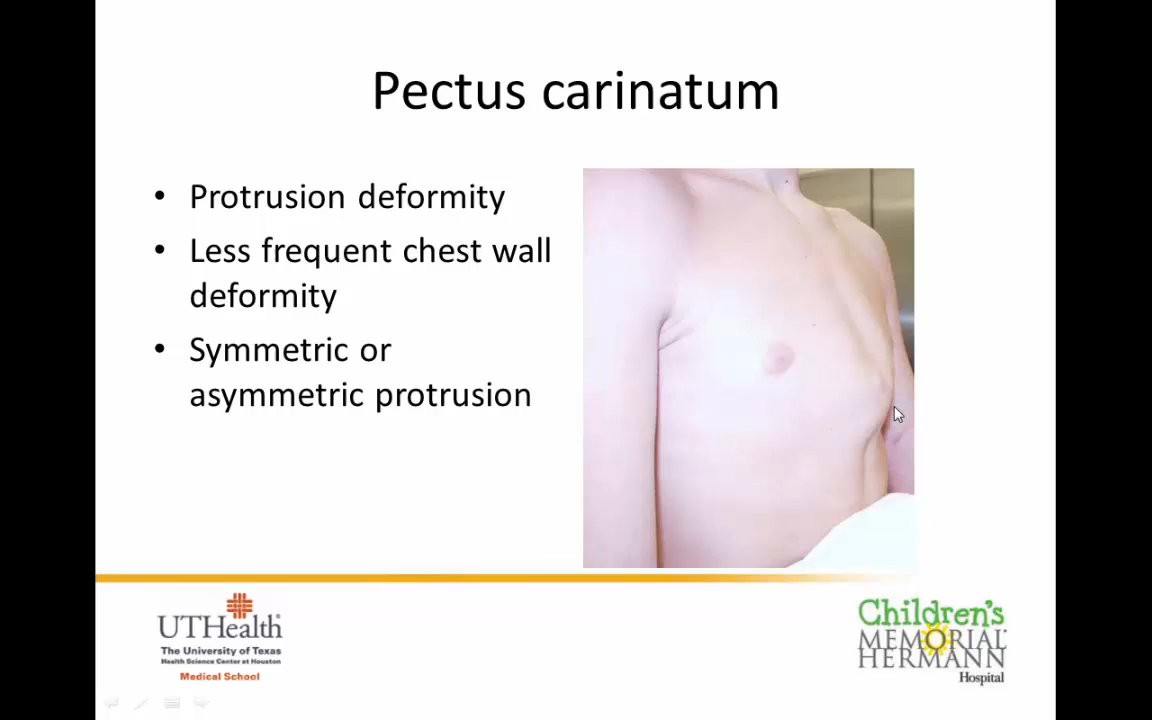 Pectus carinatum
• Protrusion deformity
• Less frequent chest wall
deformity
• Symmetric or
asymmetric protrusion
UTHealth
The University of Texas
Health Science Center at Houston
Medical School
Children's
MEMORIAL
HERMANN
Hospital